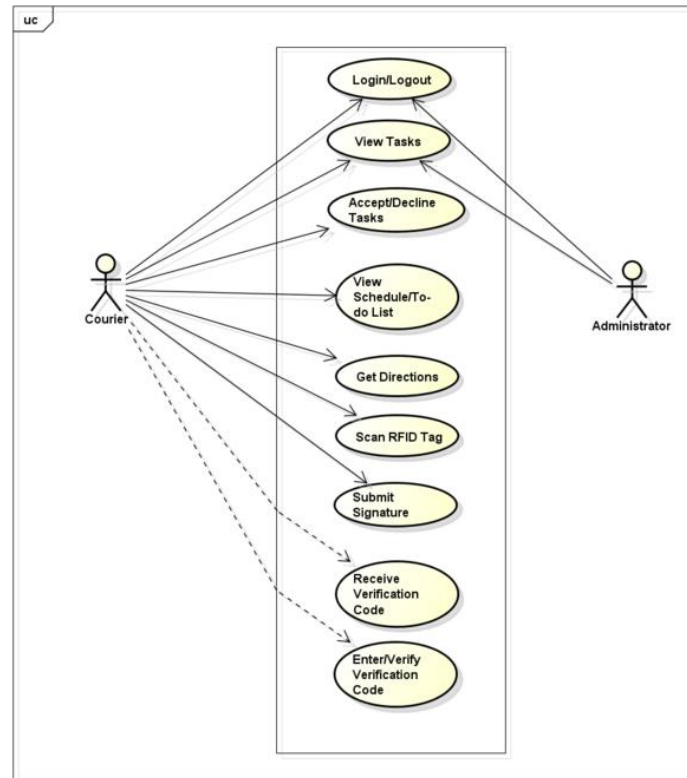 uc
Login/Logout
View Tasks
Accept/Decline
Tasks
View
Schedule/To-
do List
Courier
Administrator
Get Directions
Scan RFID Tag
Submit
Signature
Receive
Verification
Code
Enter/Verify
Verification
Code